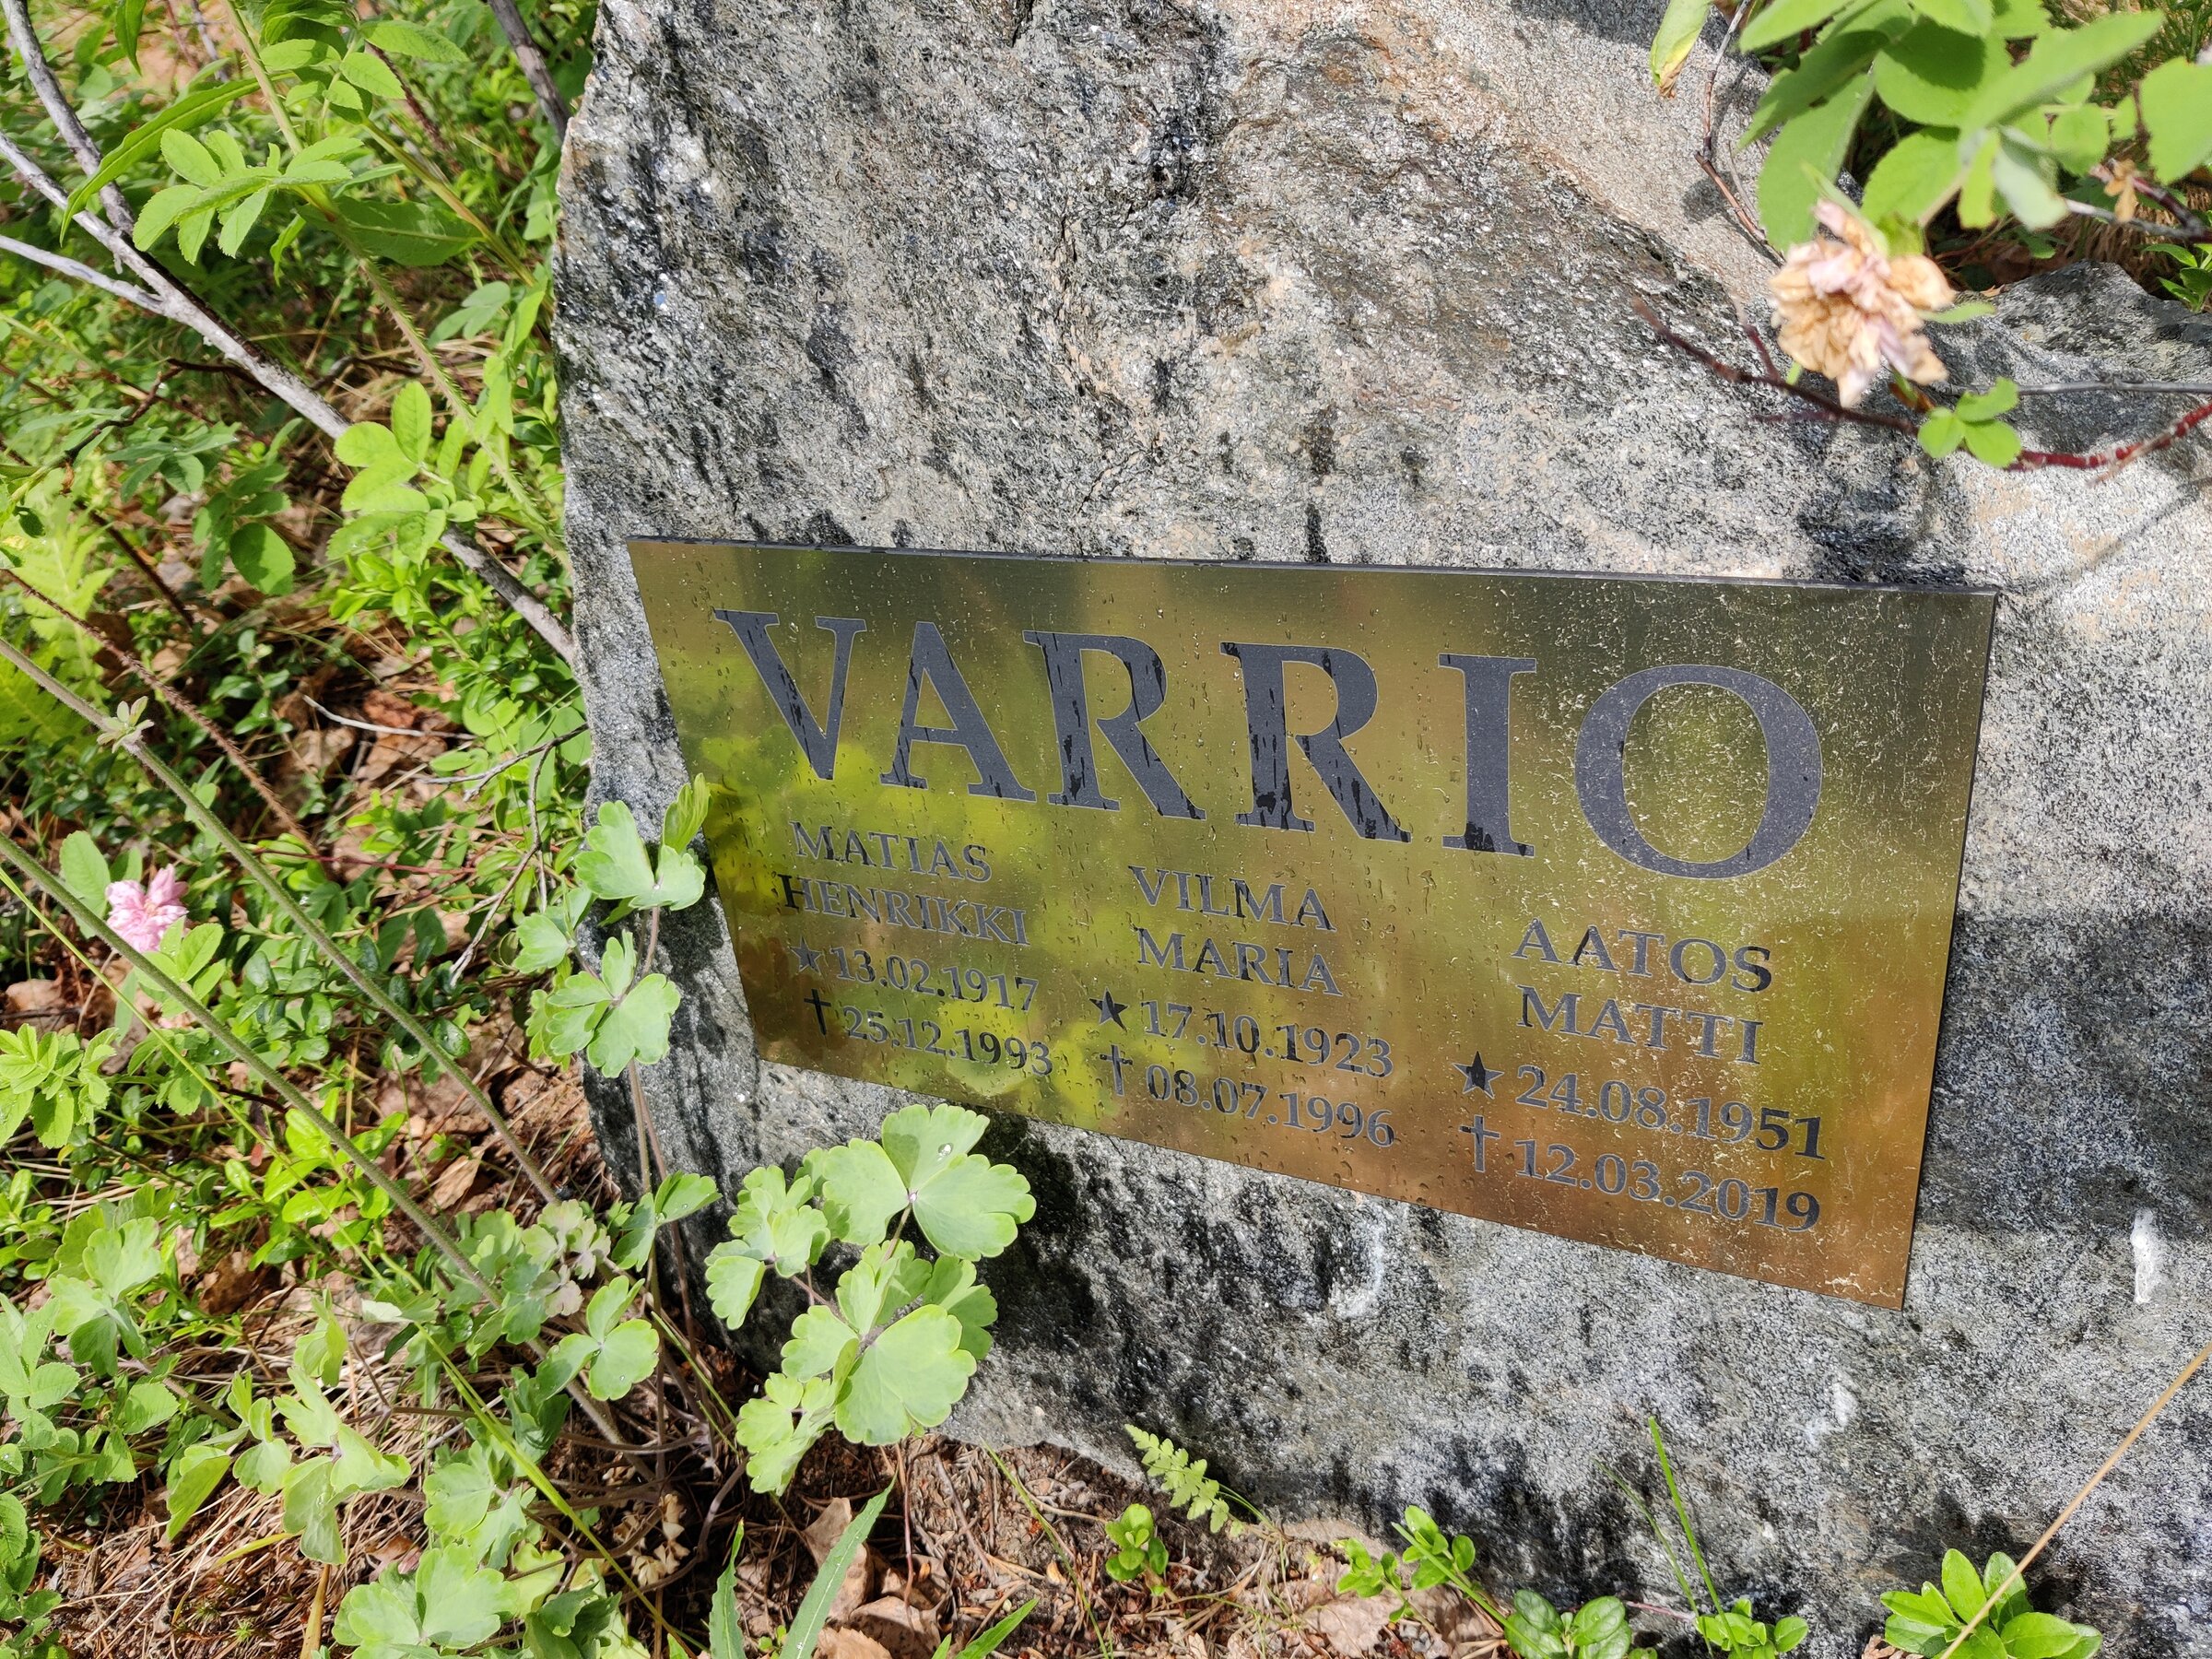 VARRIO
MATIAS
HENRIKKI
★ 13.02.1917
† 25.12.1993
VILMA
MARIA
★ 17.10.1923
† 08.07.1996
AATOS
MATTI
★ 24.08.1951
† 12.03.2019